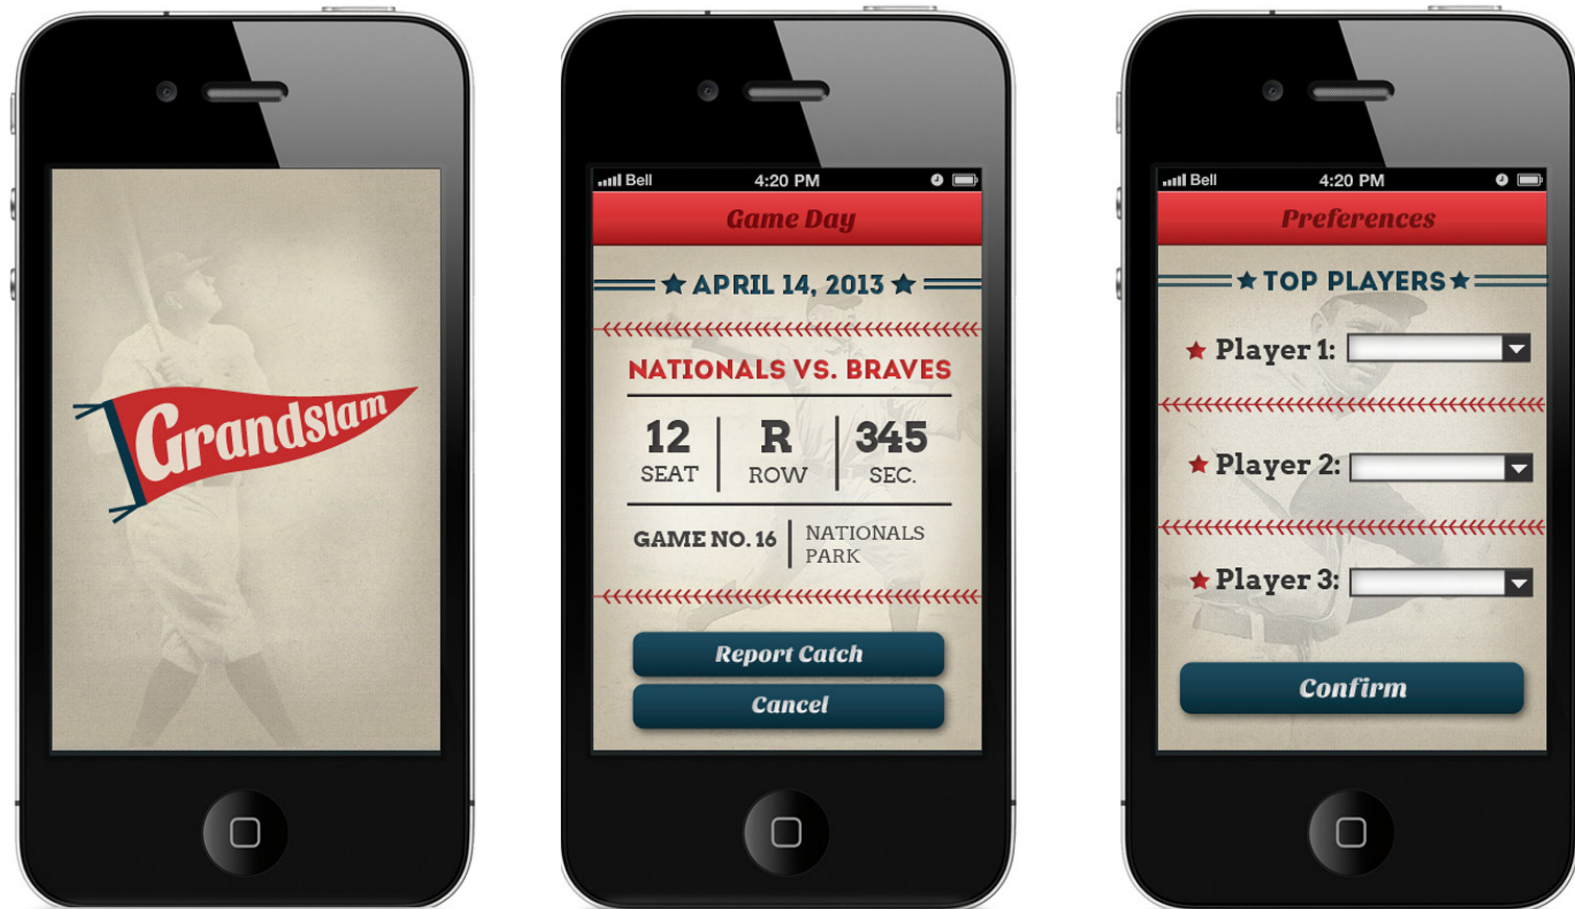 Grandslam
Bell 4:20 PM
Game Day
APRIL 14, 2013
NATIONALS VS. BRAVES
12 R 345
SEAT ROW SEC.
GAME NO. 16 NATIONALS
PARK
Report Catch
Cancel
Bell 4:20 PM
Preferences
TOP PLAYERS
Player 1:
Player 2:
Player 3:
Confirm